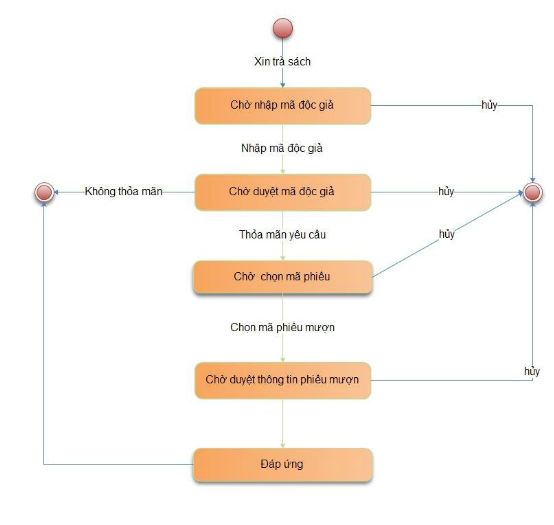 Xin trả sách
Chờ nhập mã độc giả
hủy
Nhập mã độc giả
Không thỏa mãn
Chờ duyệt mã độc giả
hủy
Thỏa mãn yêu cầu
hủy
Chờ chọn mã phiếu
Chọn mã phiếu mượn
Chờ duyệt thông tin phiếu mượn
hủy
Đáp ứng